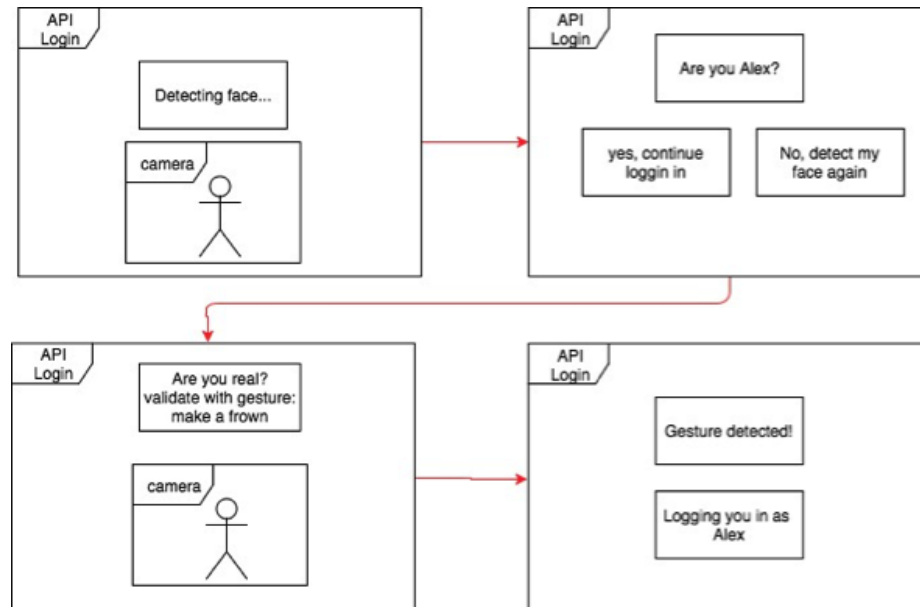 API
Login
Detecting face...
camera
API
Login
Are you Alex?
yes, continue
loggin in
No, detect my
face again
API
Login
Are you real?
validate with gesture:
make a frown
camera
API
Login
Gesture detected!
Logging you in as
Alex